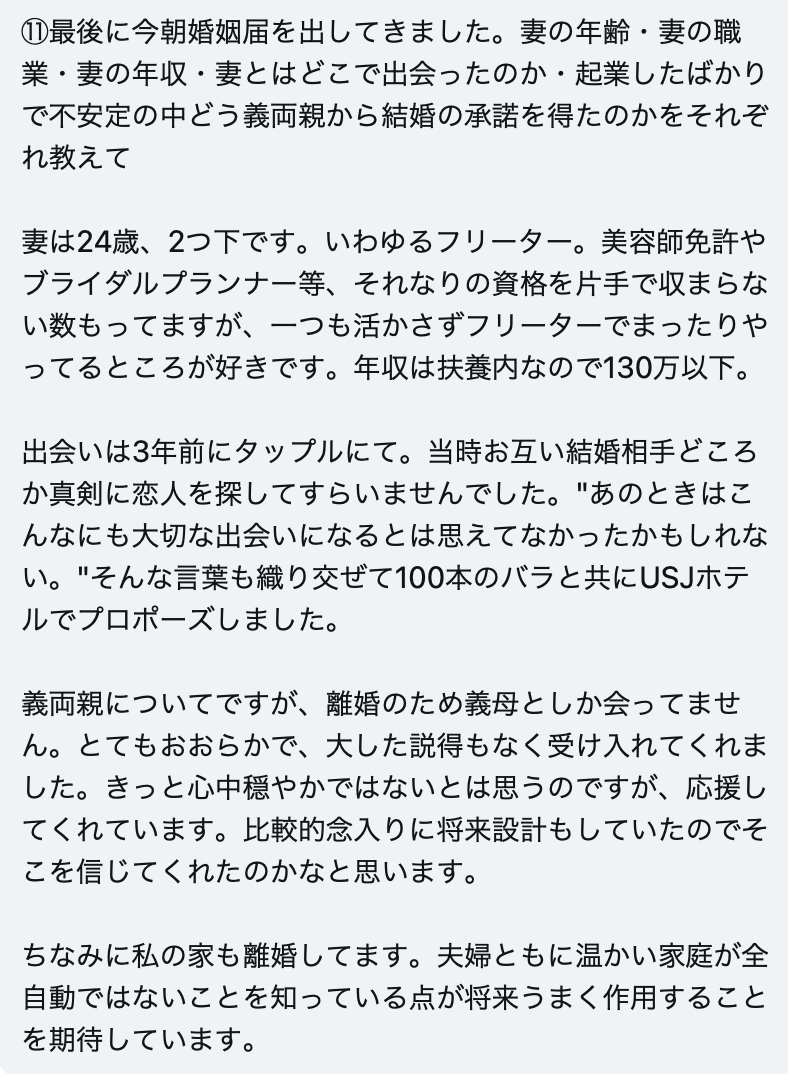 ⑪最後に今朝婚姻届を出してきました。妻の年齢・妻の職
業・妻の年収・妻とはどこで出会ったのか・起業したばかり
で不安定の中どう義両親から結婚の承諾を得たのかをそれぞ
れ教えて
妻は24歳、2つ下です。いわゆるフリーター。美容師免許や
ブライダルプランナー等、それなりの資格を片手で収まらな
い数もってますが、一つも活かさずフリーターでまったりや
ってるところが好きです。年収は扶養内なので130万以下。
出会いは3年前にタップルにて。当時お互い結婚相手どころ
か真剣に恋人を探してすらいませんでした。"あのときはこ
んなにも大切な出会いになるとは思えてなかったかもしれな
い。"そんな言葉も織り交ぜて100本のバラと共にUSJホテ
ルでプロポーズしました。
義両親についてですが、離婚のため義母としか会ってませ
ん。とてもおおらかで、大した説得もなく受け入れてくれま
した。きっと心中穏やかではないとは思うのですが、応援し
てくれています。比較的念入りに将来設計もしていたのでそ
こを信じてくれたのかなと思います。
ちなみに私の家も離婚してます。夫婦ともに温かい家庭が全
自動ではないことを知っている点が将来うまく作用すること
を期待しています。